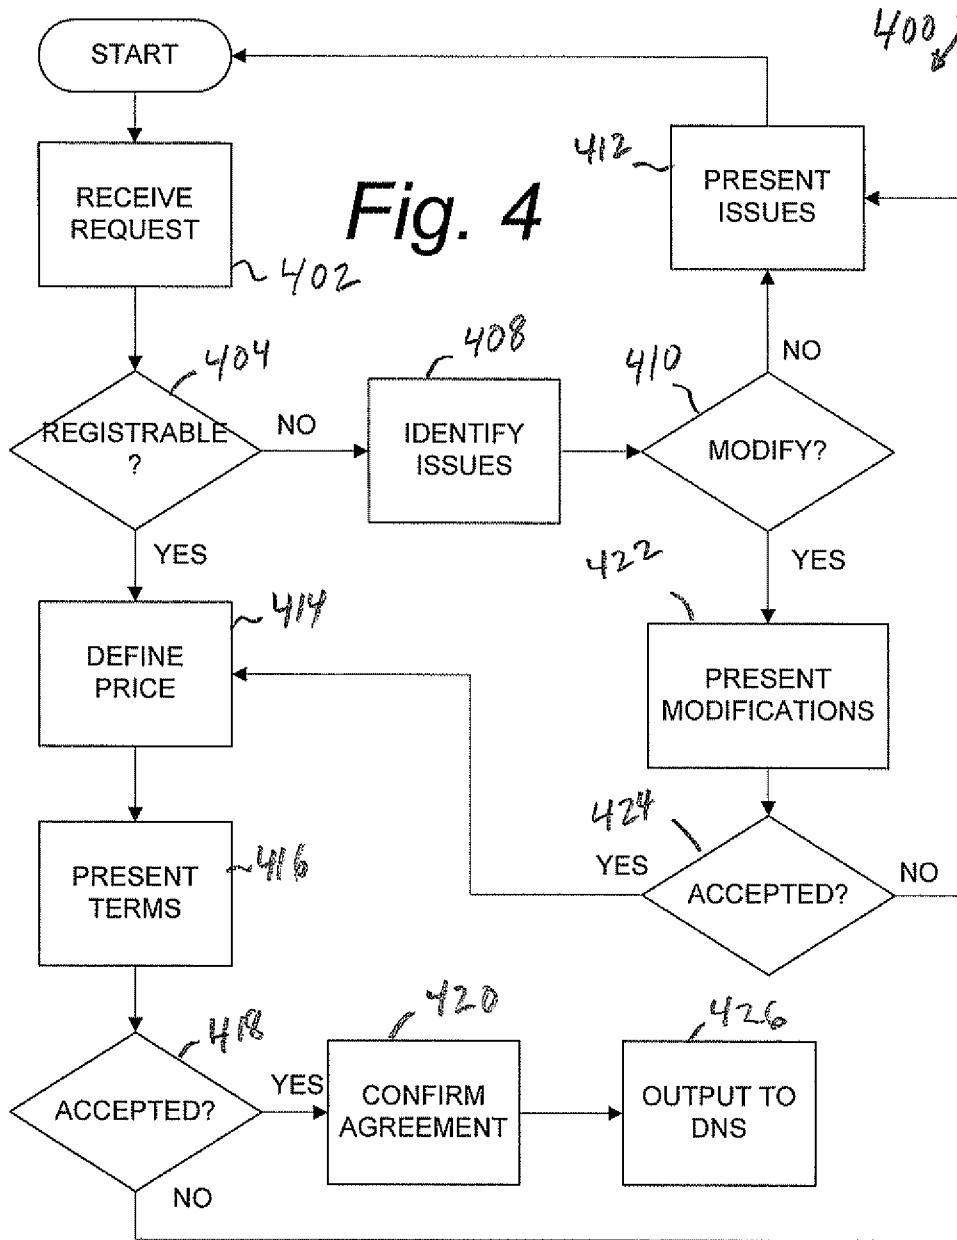 START
400
RECEIVE
REQUEST
402
Fig. 4
412
PRESENT
ISSUES
404
REGISTRABLE
?
NO
408
IDENTIFY
ISSUES
410
MODIFY?
NO
YES
YES
414
DEFINE
PRICE
422
PRESENT
MODIFICATIONS
416
PRESENT
TERMS
424
YES
ACCEPTED?
NO
418
ACCEPTED?
YES
NO
420
CONFIRM
AGREEMENT
426
OUTPUT TO
DNS